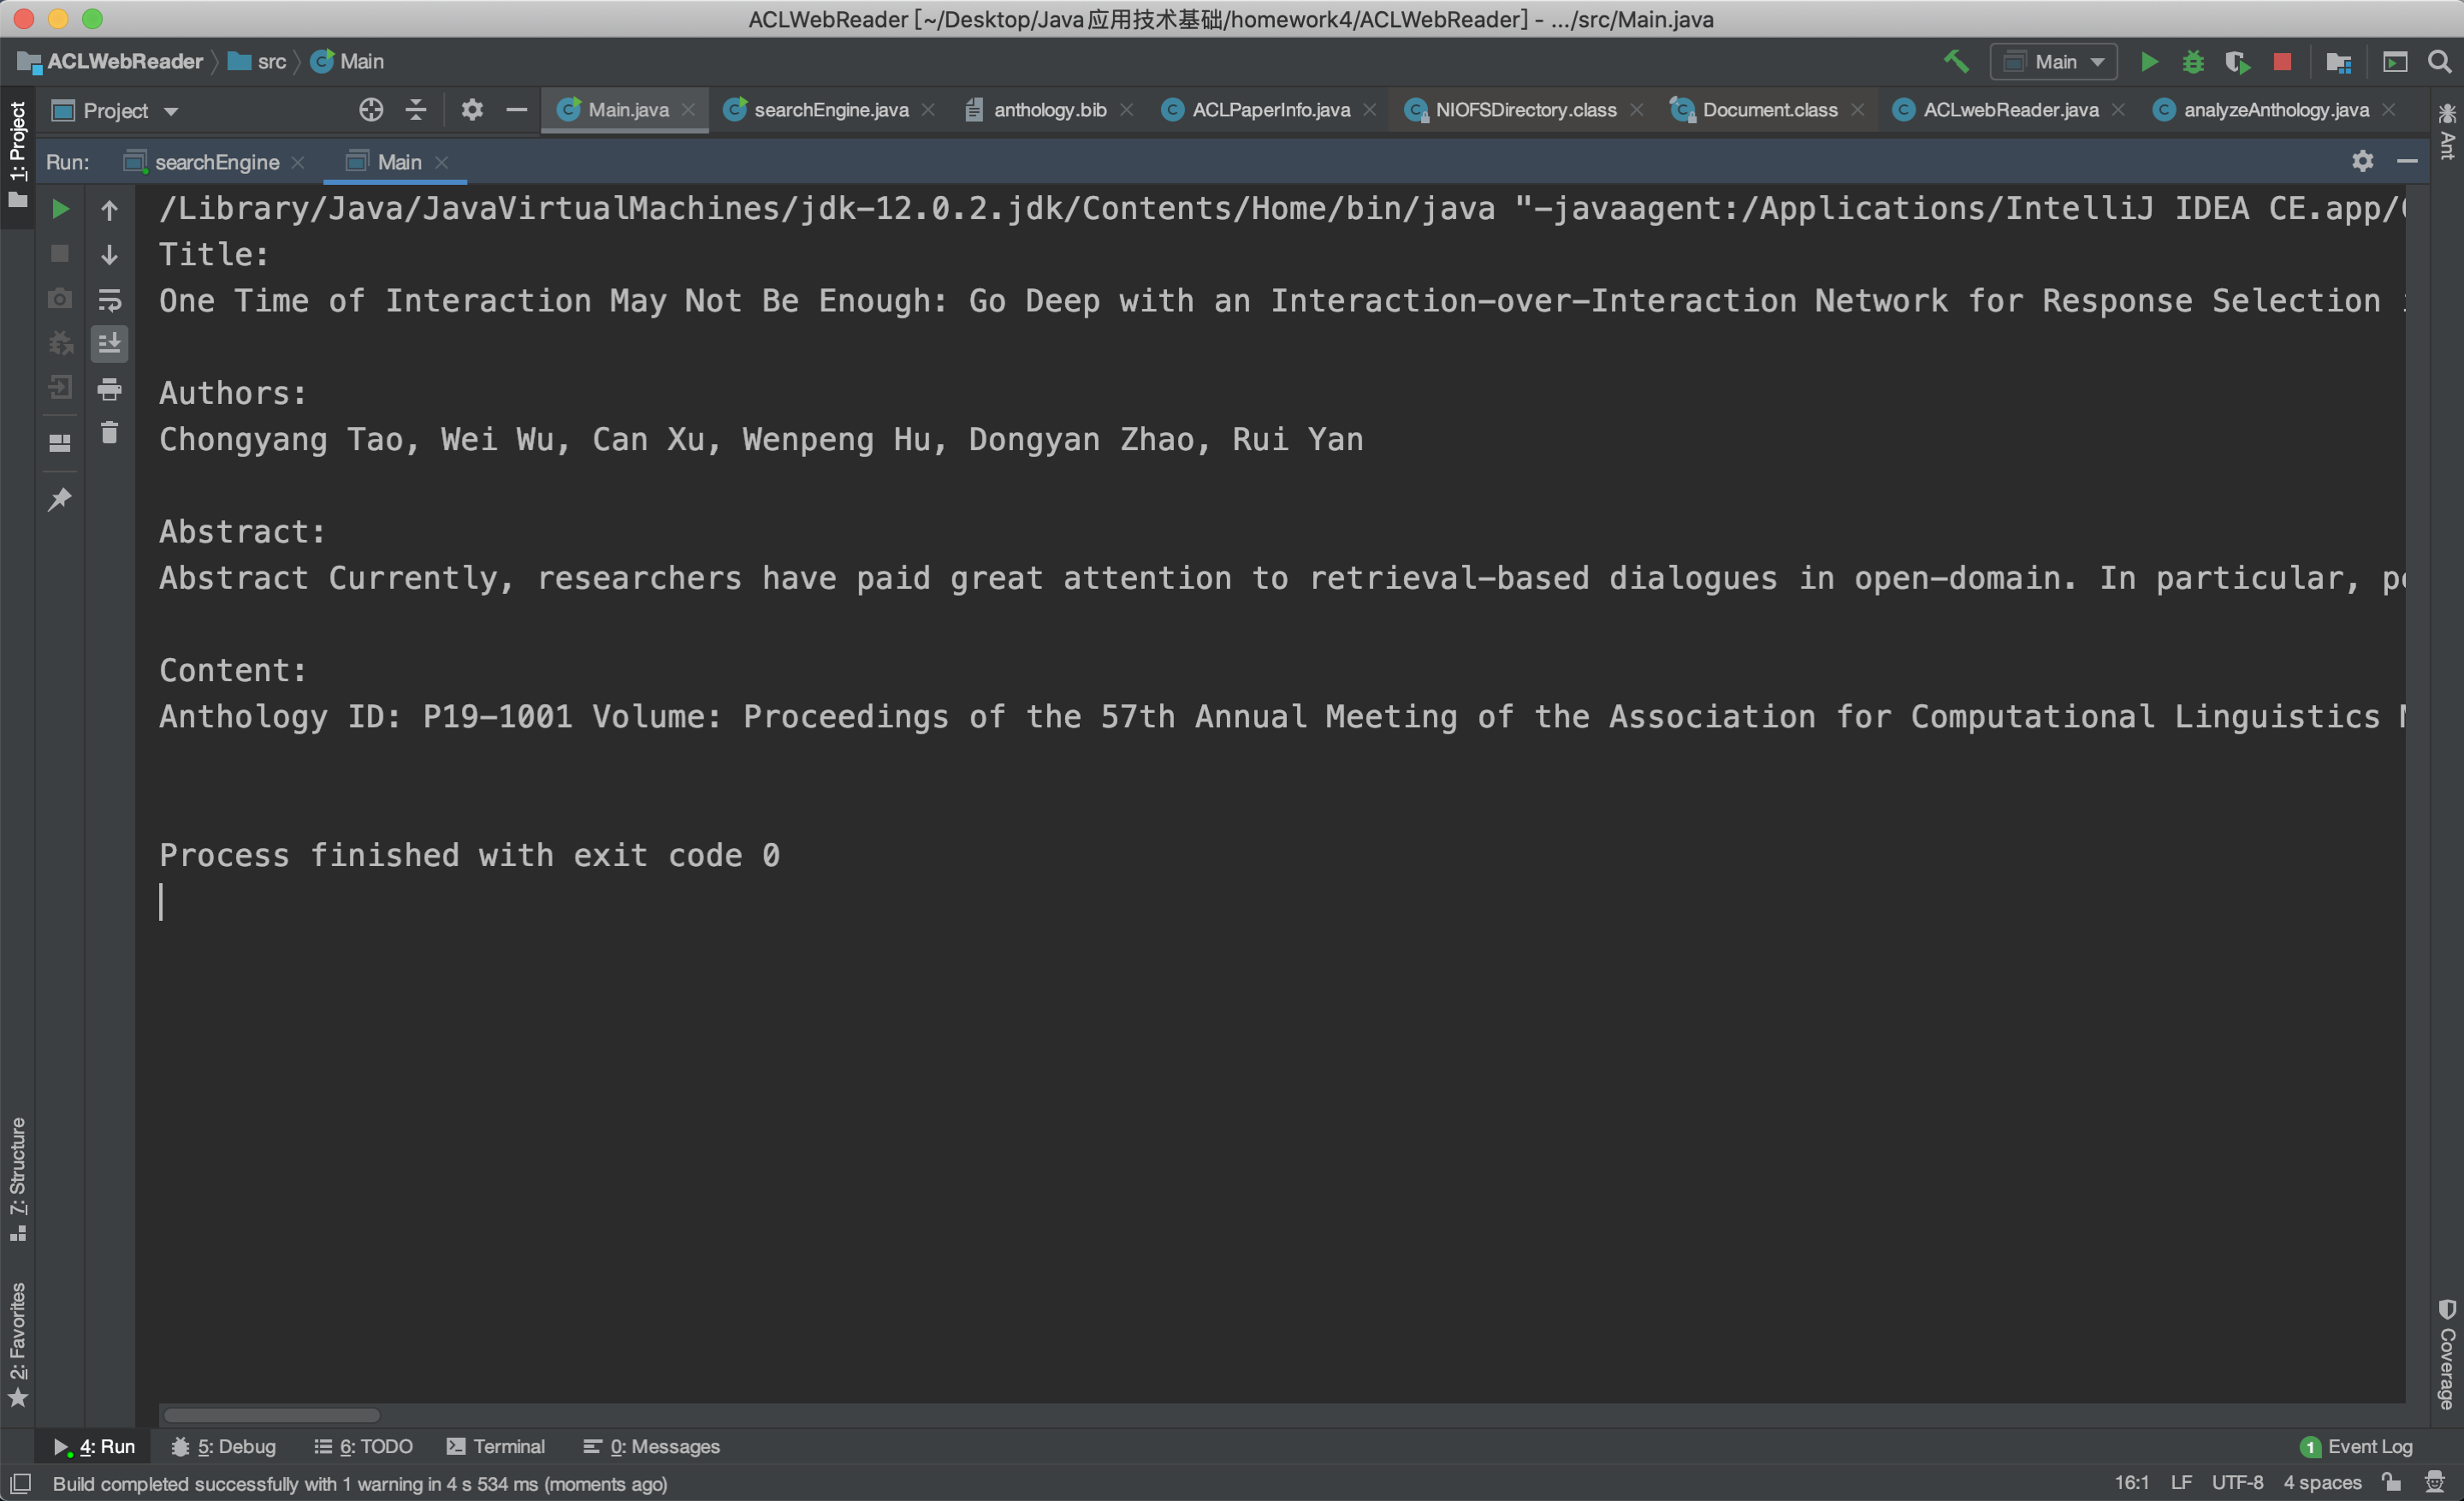 ACLWebReader [~/Desktop/Java应用技术基础/homework4/ACLWebReader] - .../src/Main.java
ACLWebReader src Main
Main
1: Project
Project
Main.java searchEngine.java anthology.bib ACLPaperInfo.java NIOFSDirectory.class Document.class ACLwebReader.java analyzeAnthology.java
Ant
Run: searchEngine Main
/Library/Java/JavaVirtualMachines/jdk-12.0.2.jdk/Contents/Home/bin/java "-javaagent:/Applications/IntelliJ IDEA CE.app/
Title:
One Time of Interaction May Not Be Enough: Go Deep with an Interaction-over-Interaction Network for Response Selection
Authors:
Chongyang Tao, Wei Wu, Can Xu, Wenpeng Hu, Dongyan Zhao, Rui Yan
Abstract:
Abstract Currently, researchers have paid great attention to retrieval-based dialogues in open-domain. In particular,
Content:
Anthology ID: P19-1001 Volume: Proceedings of the 57th Annual Meeting of the Association for Computational Linguistics
Process finished with exit code 0
7: Structure
2: Favorites
Coverage
4: Run 5: Debug 6: TODO Terminal 0: Messages
1 Event Log
Build completed successfully with 1 warning in 4 s 534 ms (moments ago)
16:1 LF UTF-8 4 spaces